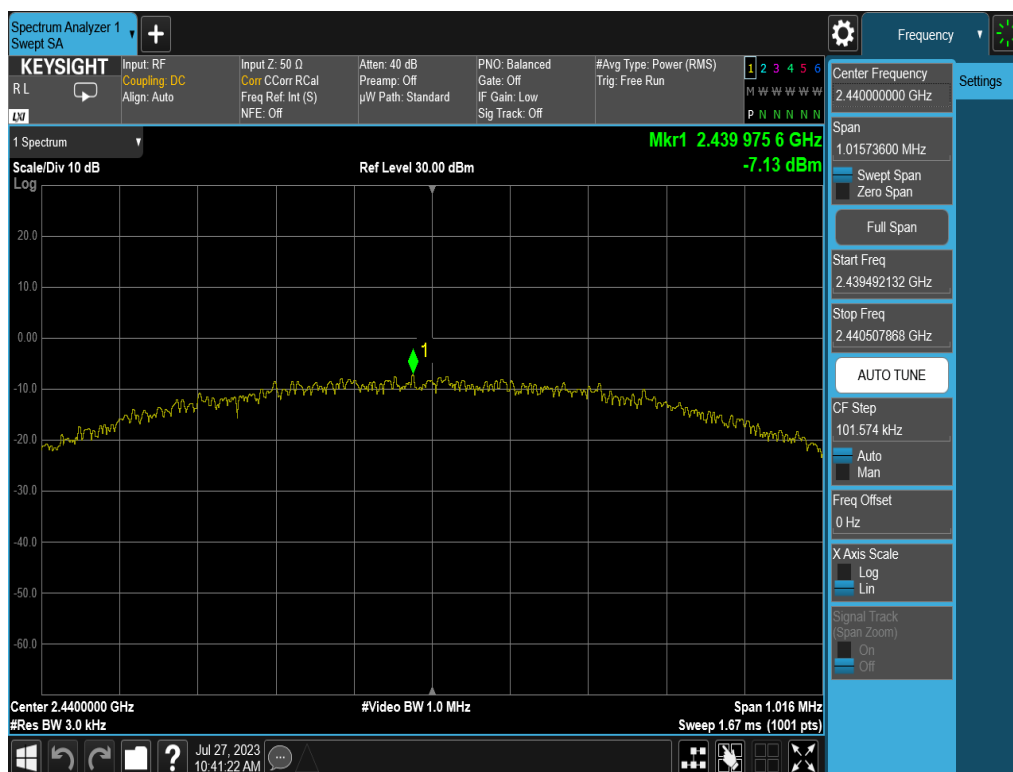 Spectrum Analyzer 1
Swept SA
+
Frequency
KEYSIGHT
R L
LXI
Input: RF
Coupling: DC
Align: Auto
Input Z: 50 Ω
Corr CCorr RCal
Freq Ref: Int (S)
NFE: Off
Atten: 40 dB
Preamp: Off
µW Path: Standard
PNO: Balanced
Gate: Off
IF Gain: Low
Sig Track: Off
#Avg Type: Power (RMS)
Trig: Free Run
1 2 3 4 5 6
M W W W W W
P N N N N N
Center Frequency
2.440000000 GHz
Settings
1 Spectrum
Mkr1 2.439 975 6 GHz
Scale/Div 10 dB
Ref Level 30.00 dBm
-7.13 dBm
Log
20.0
10.0
0.00
-10.0
-20.0
-30.0
-40.0
-50.0
-60.0
1
Span
1.01573600 MHz
Swept Span
Zero Span
Full Span
Start Freq
2.439492132 GHz
Stop Freq
2.440507868 GHz
AUTO TUNE
CF Step
101.574 kHz
Auto
Man
Freq Offset
0 Hz
X Axis Scale
Log
Lin
Signal Track
(Span Zoom)
On
Off
Center 2.4400000 GHz
#Video BW 1.0 MHz
Span 1.016 MHz
#Res BW 3.0 kHz
Sweep 1.67 ms (1001 pts)
?
Jul 27, 2023
10:41:22 AM